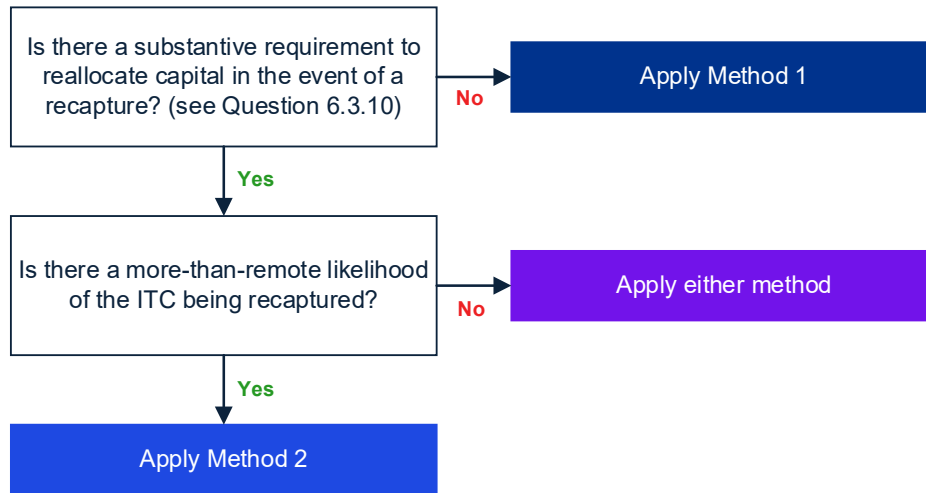 Is there a substantive requirement to
reallocate capital in the event of a
recapture? (see Question 6.3.10)
No
Apply Method 1
Yes
Is there a more-than-remote likelihood
of the ITC being recaptured?
No
Apply either method
Yes
Apply Method 2